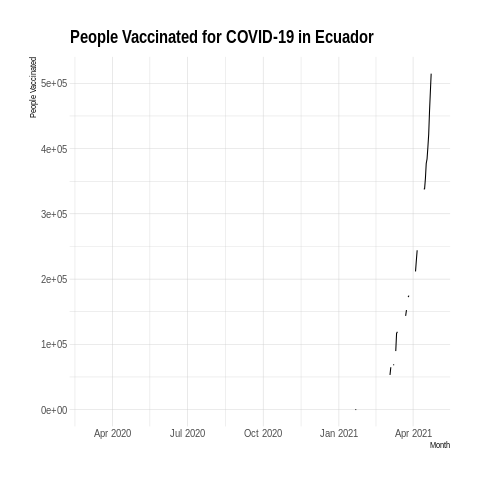 People Vaccinated for COVID-19 in Ecuador
People Vaccinated
5e+05
4e+05
3e+05
2e+05
1e+05
0e+00
Apr 2020 Jul 2020 Oct 2020 Jan 2021 Apr 2021
Month